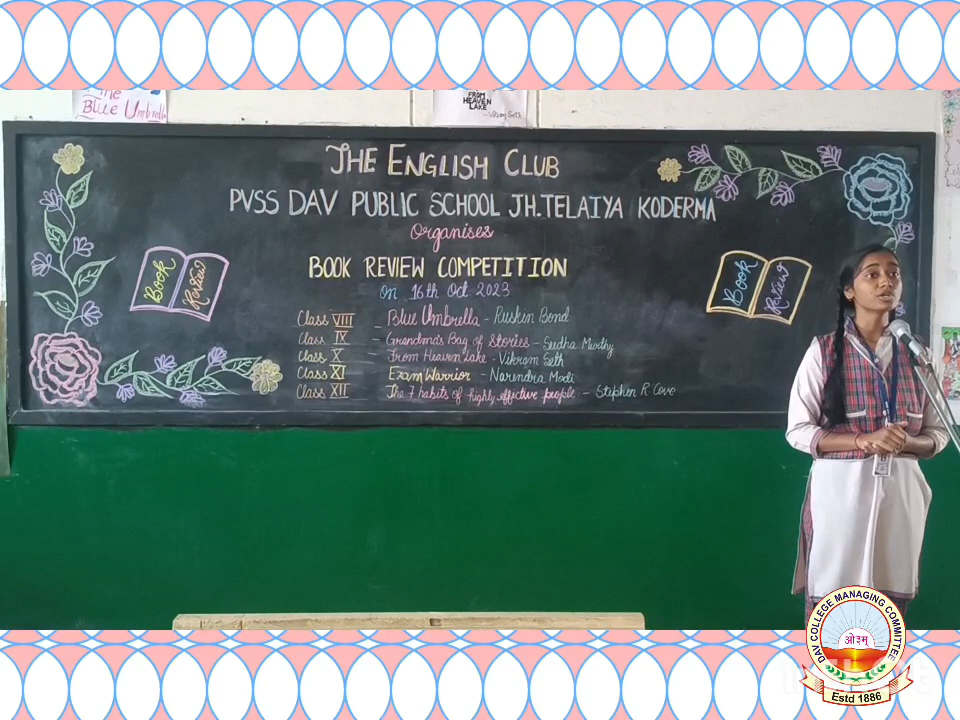 The
Blue Umbrella
FROM
HEAVEN
LAKE
-Vikram Seth
THE ENGLISH CLUB
PVSS DAV PUBLIC SCHOOL JH.TELAIYA KODERMA
Organises
BOOK REVIEW COMPETITION
On 16th Oct 2023
Book Review
Book Review
Class VIII - Blue Umbrella - Ruskin Bond
Class IX - Grandma's Bag of Stories - Sudha Murthy
Class X - From Heaven Lake - Vikram Seth
Class XI - Exam Warrior - Narendra Modi
Class XII - The 7 habits of highly effective people - Stephen R Cove
DAV COLLEGE MANAGING COMMITTEE
ओ३म्
Estd 1886